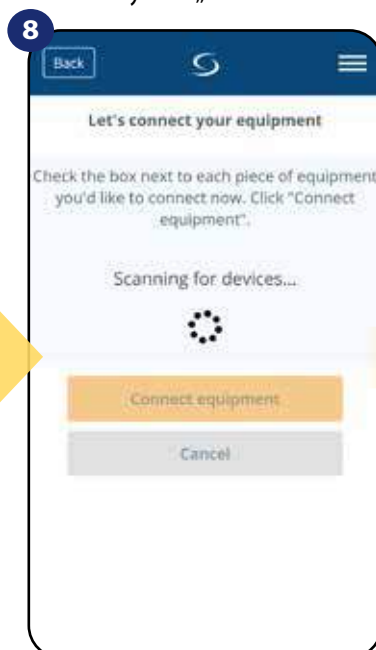 8
Back
Let's connect your equipment
Check the box next to each piece of equipment
you'd like to connect now. Click "Connect
equipment".
Scanning for devices...
Connect equipment
Cancel